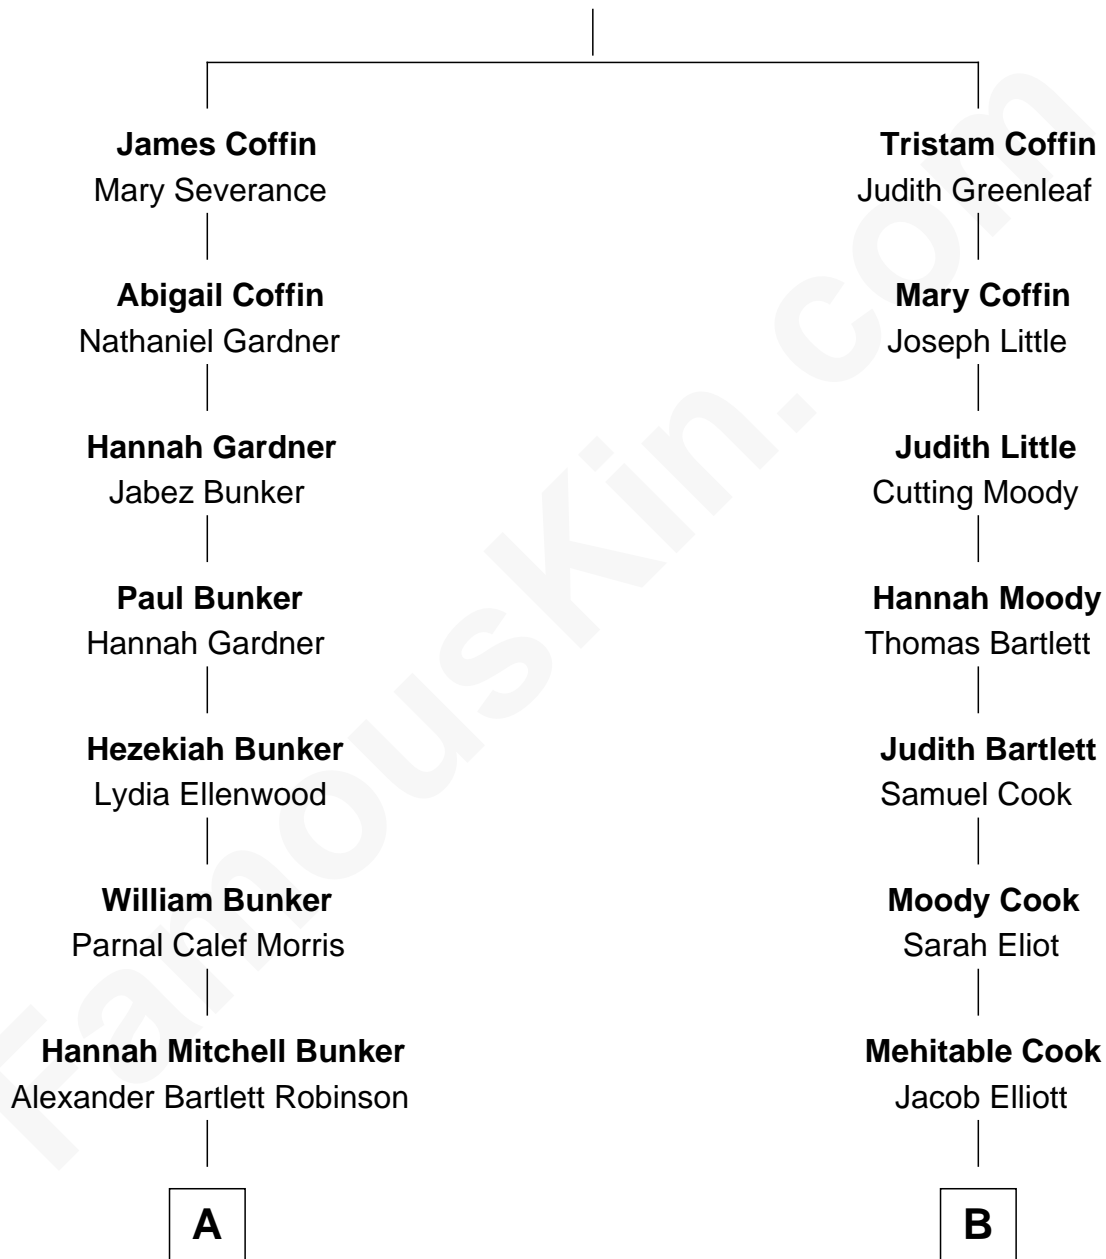 James Coffin
Mary Severance
Abigail Coffin
Nathaniel Gardner
Hannah Gardner
Jabez Bunker
Paul Bunker
Hannah Gardner
Hezekiah Bunker
Lydia Ellenwood
William Bunker
Parnal Calef Morris
Hannah Mitchell Bunker
Alexander Bartlett Robinson
A
Tristam Coffin
Judith Greenleaf
Mary Coffin
Joseph Little
Judith Little
Cutting Moody
Hannah Moody
Thomas Bartlett
Judith Bartlett
Samuel Cook
Moody Cook
Sarah Eliot
Mehitable Cook
Jacob Elliott
B
FamousKin.com